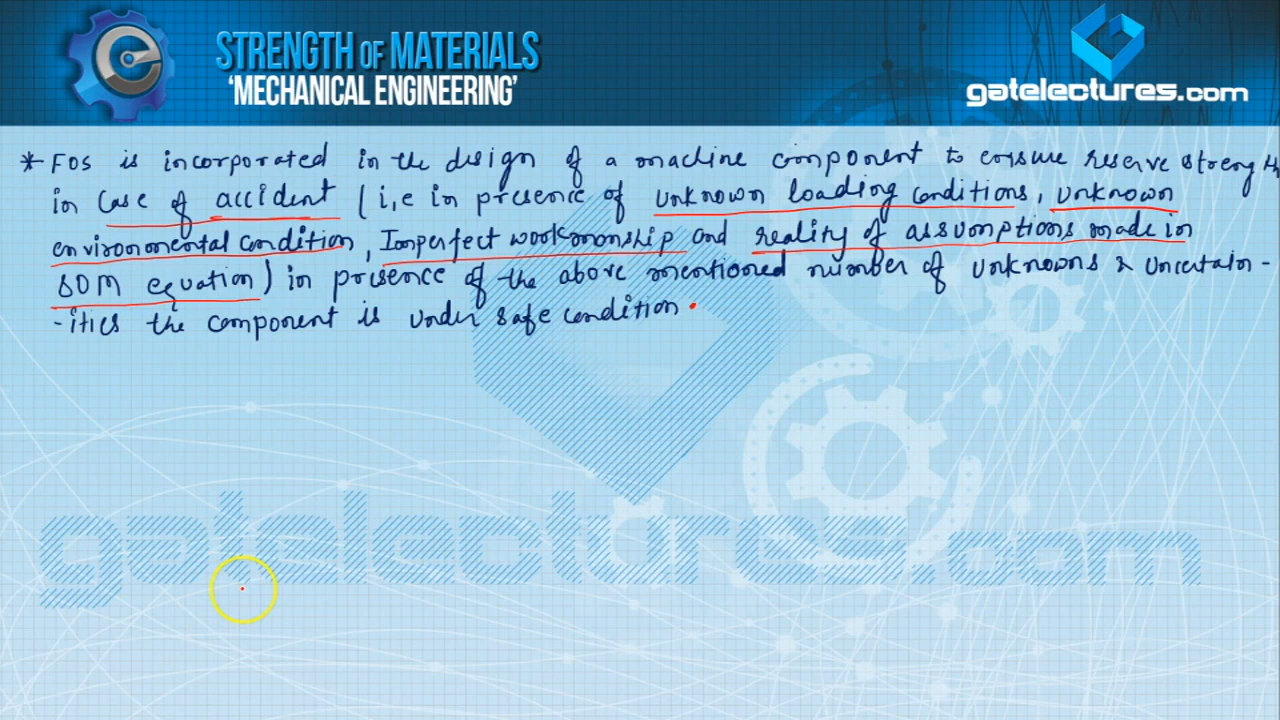 STRENGTH OF MATERIALS
'MECHANICAL ENGINEERING'
gatelectures.com
* FOS is incorporated in the design of a machine component to ensure reserve strength
in case of accident (i,e in presence of unknown loading conditions, unknown
environmental condition, Imperfect workmanship and reality of assumptions made in
SOM equation) in presence of the above mentioned number of unknowns & uncertain-
-ities the component is under safe condition.
gatelectures.com